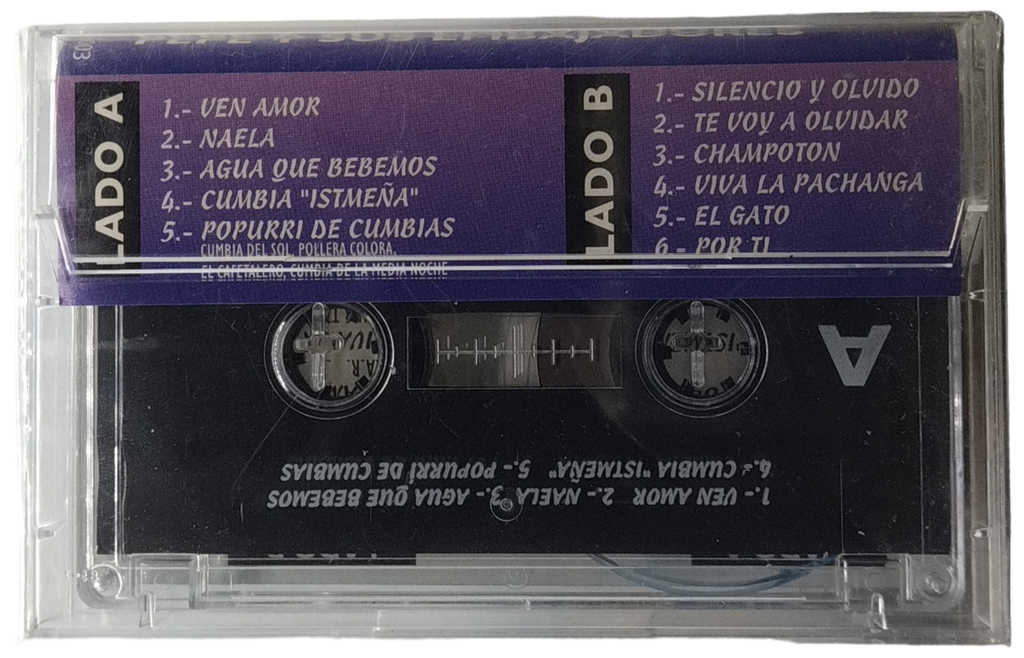 Y SUS EMBAJADORES
03
LADO A
1.- VEN AMOR
2.- NAELA
3.- AGUA QUE BEBEMOS
4.- CUMBIA "ISTMEÑA"
5.- POPURRI DE CUMBIAS
CUMBIA DEL SOL, POLLERA COLORA,
EL CAFETALERO, CUMBIA DE LA MEDIA NOCHE
LADO B
1.- SILENCIO Y OLVIDO
2.- TE VOY A OLVIDAR
3.- CHAMPOTON
4.- VIVA LA PACHANGA
5.- EL GATO
6.- POR TI
A
1.- VEN AMOR 2.- NAELA 3.- AGUA QUE BEBEMOS
4.- CUMBIA "ISTMEÑA" 5.- POPURRÍ DE CUMBIAS